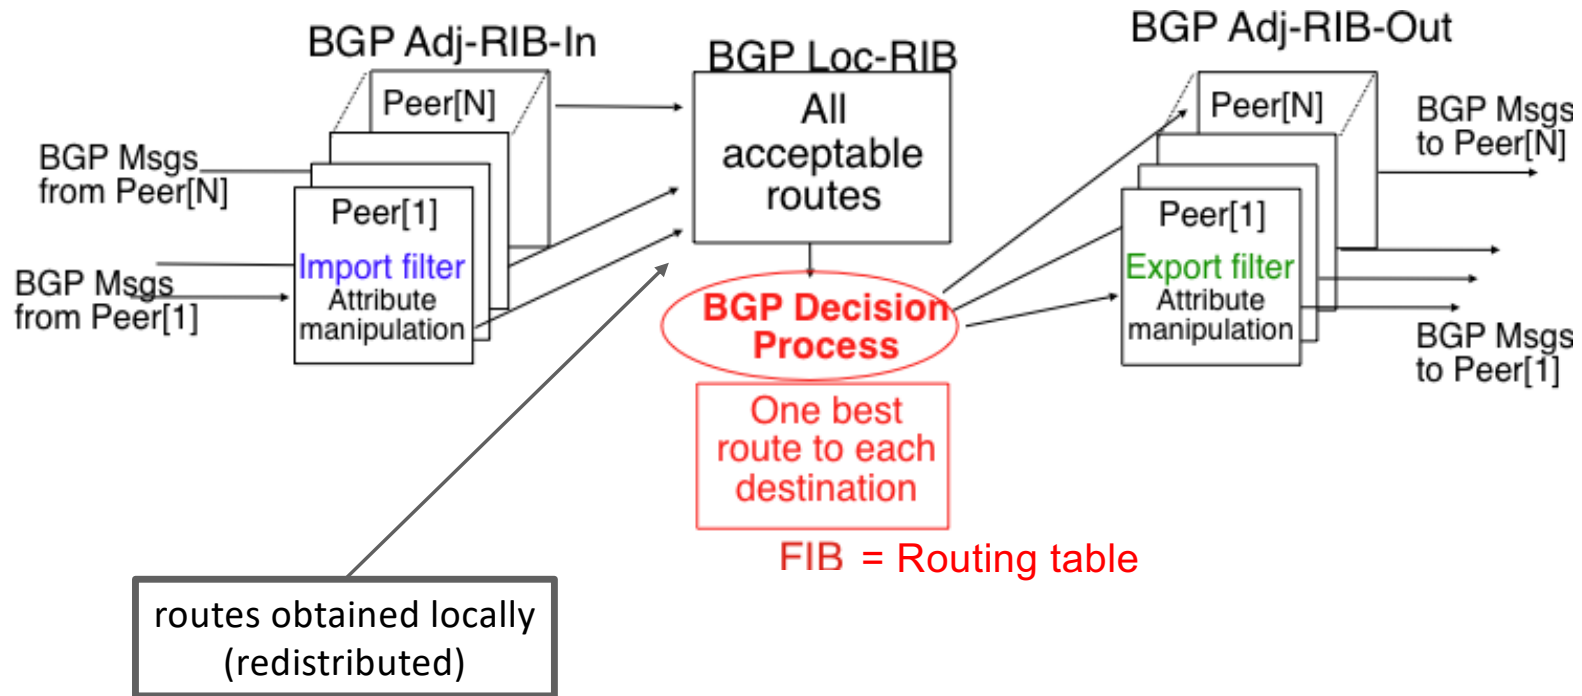 BGP Adj-RIB-In
BGP Loc-RIB
BGP Adj-RIB-Out
Peer[N]
BGP Msgs
from Peer[N]
Peer[1]
Import filter
Attribute
manipulation
BGP Msgs
from Peer[1]
All
acceptable
routes
BGP Decision
Process
One best
route to each
destination
FIB = Routing table
Peer[N]
Peer[1]
Export filter
Attribute
manipulation
BGP Msgs
to Peer[N]
BGP Msgs
to Peer[1]
routes obtained locally
(redistributed)